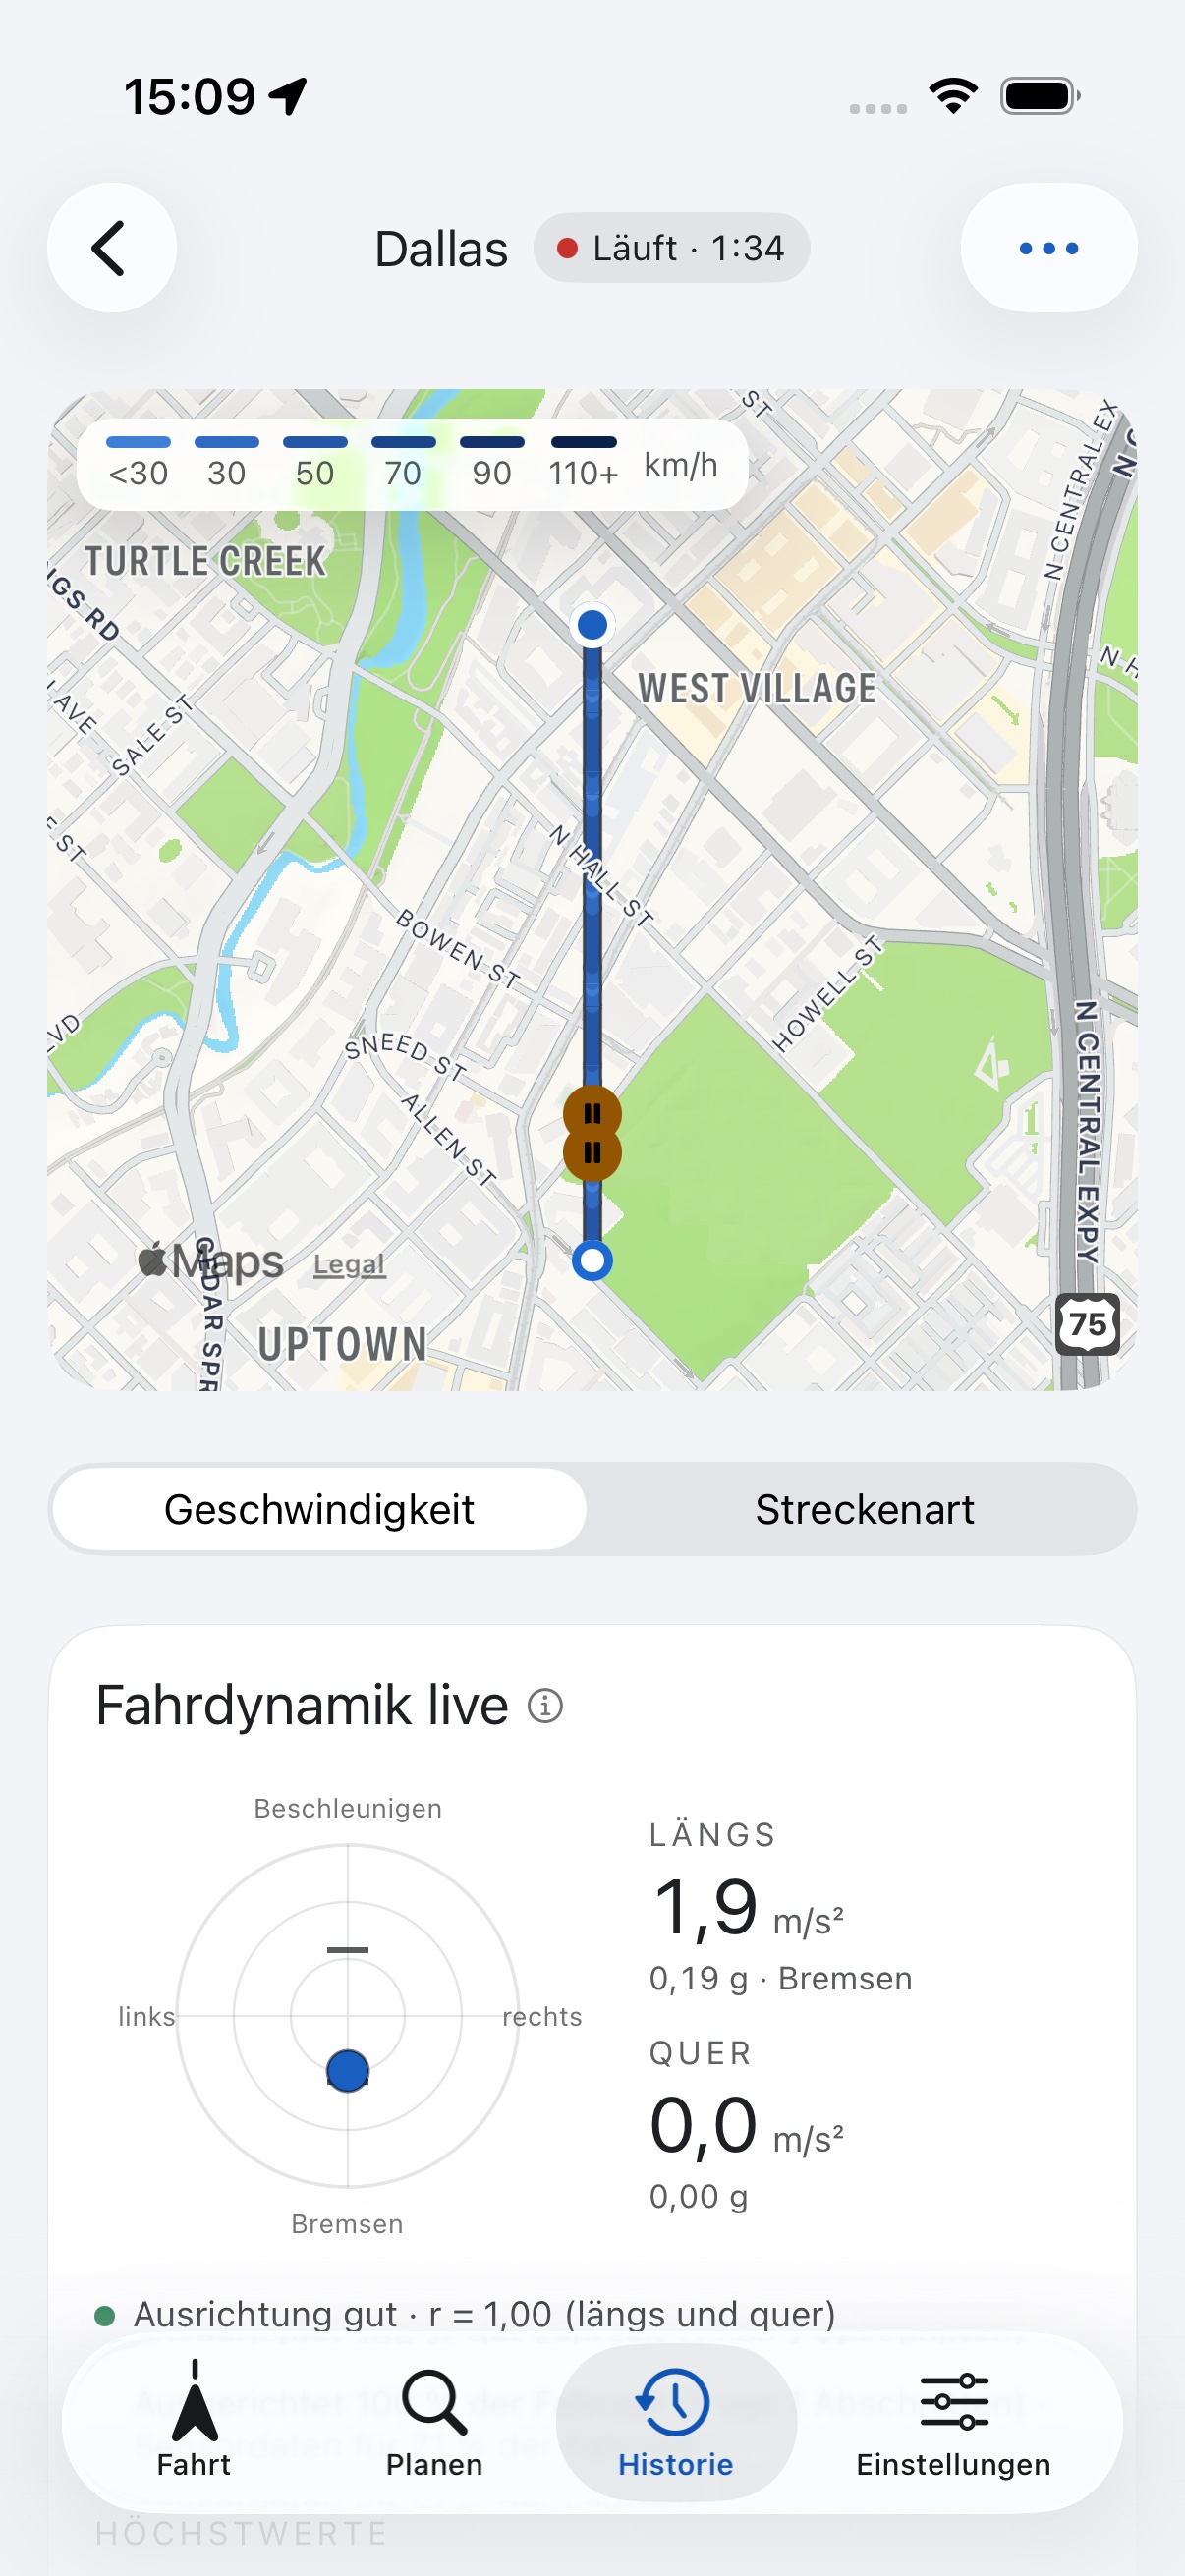 15:09
Dallas
Läuft · 1:34
<30 30 50 70 90 110+ km/h
ST
N CENTRAL EX
TURTLE CREEK
WEST VILLAGE
SALE ST
N HALL ST
BOWEN ST
HOWELL ST
SNEED ST
ALLEN ST
N CENTRAL EXPY
Maps Legal
UPTOWN
75
Geschwindigkeit
Streckenart
Fahrdynamik live
Beschleunigen
links
rechts
Bremsen
LÄNGS
1,9 m/s²
0,19 g · Bremsen
QUER
0,0 m/s²
0,00 g
Ausrichtung gut · r = 1,00 (längs und quer)
Fahrt
Planen
Historie
Einstellungen
HÖCHSTWERTE